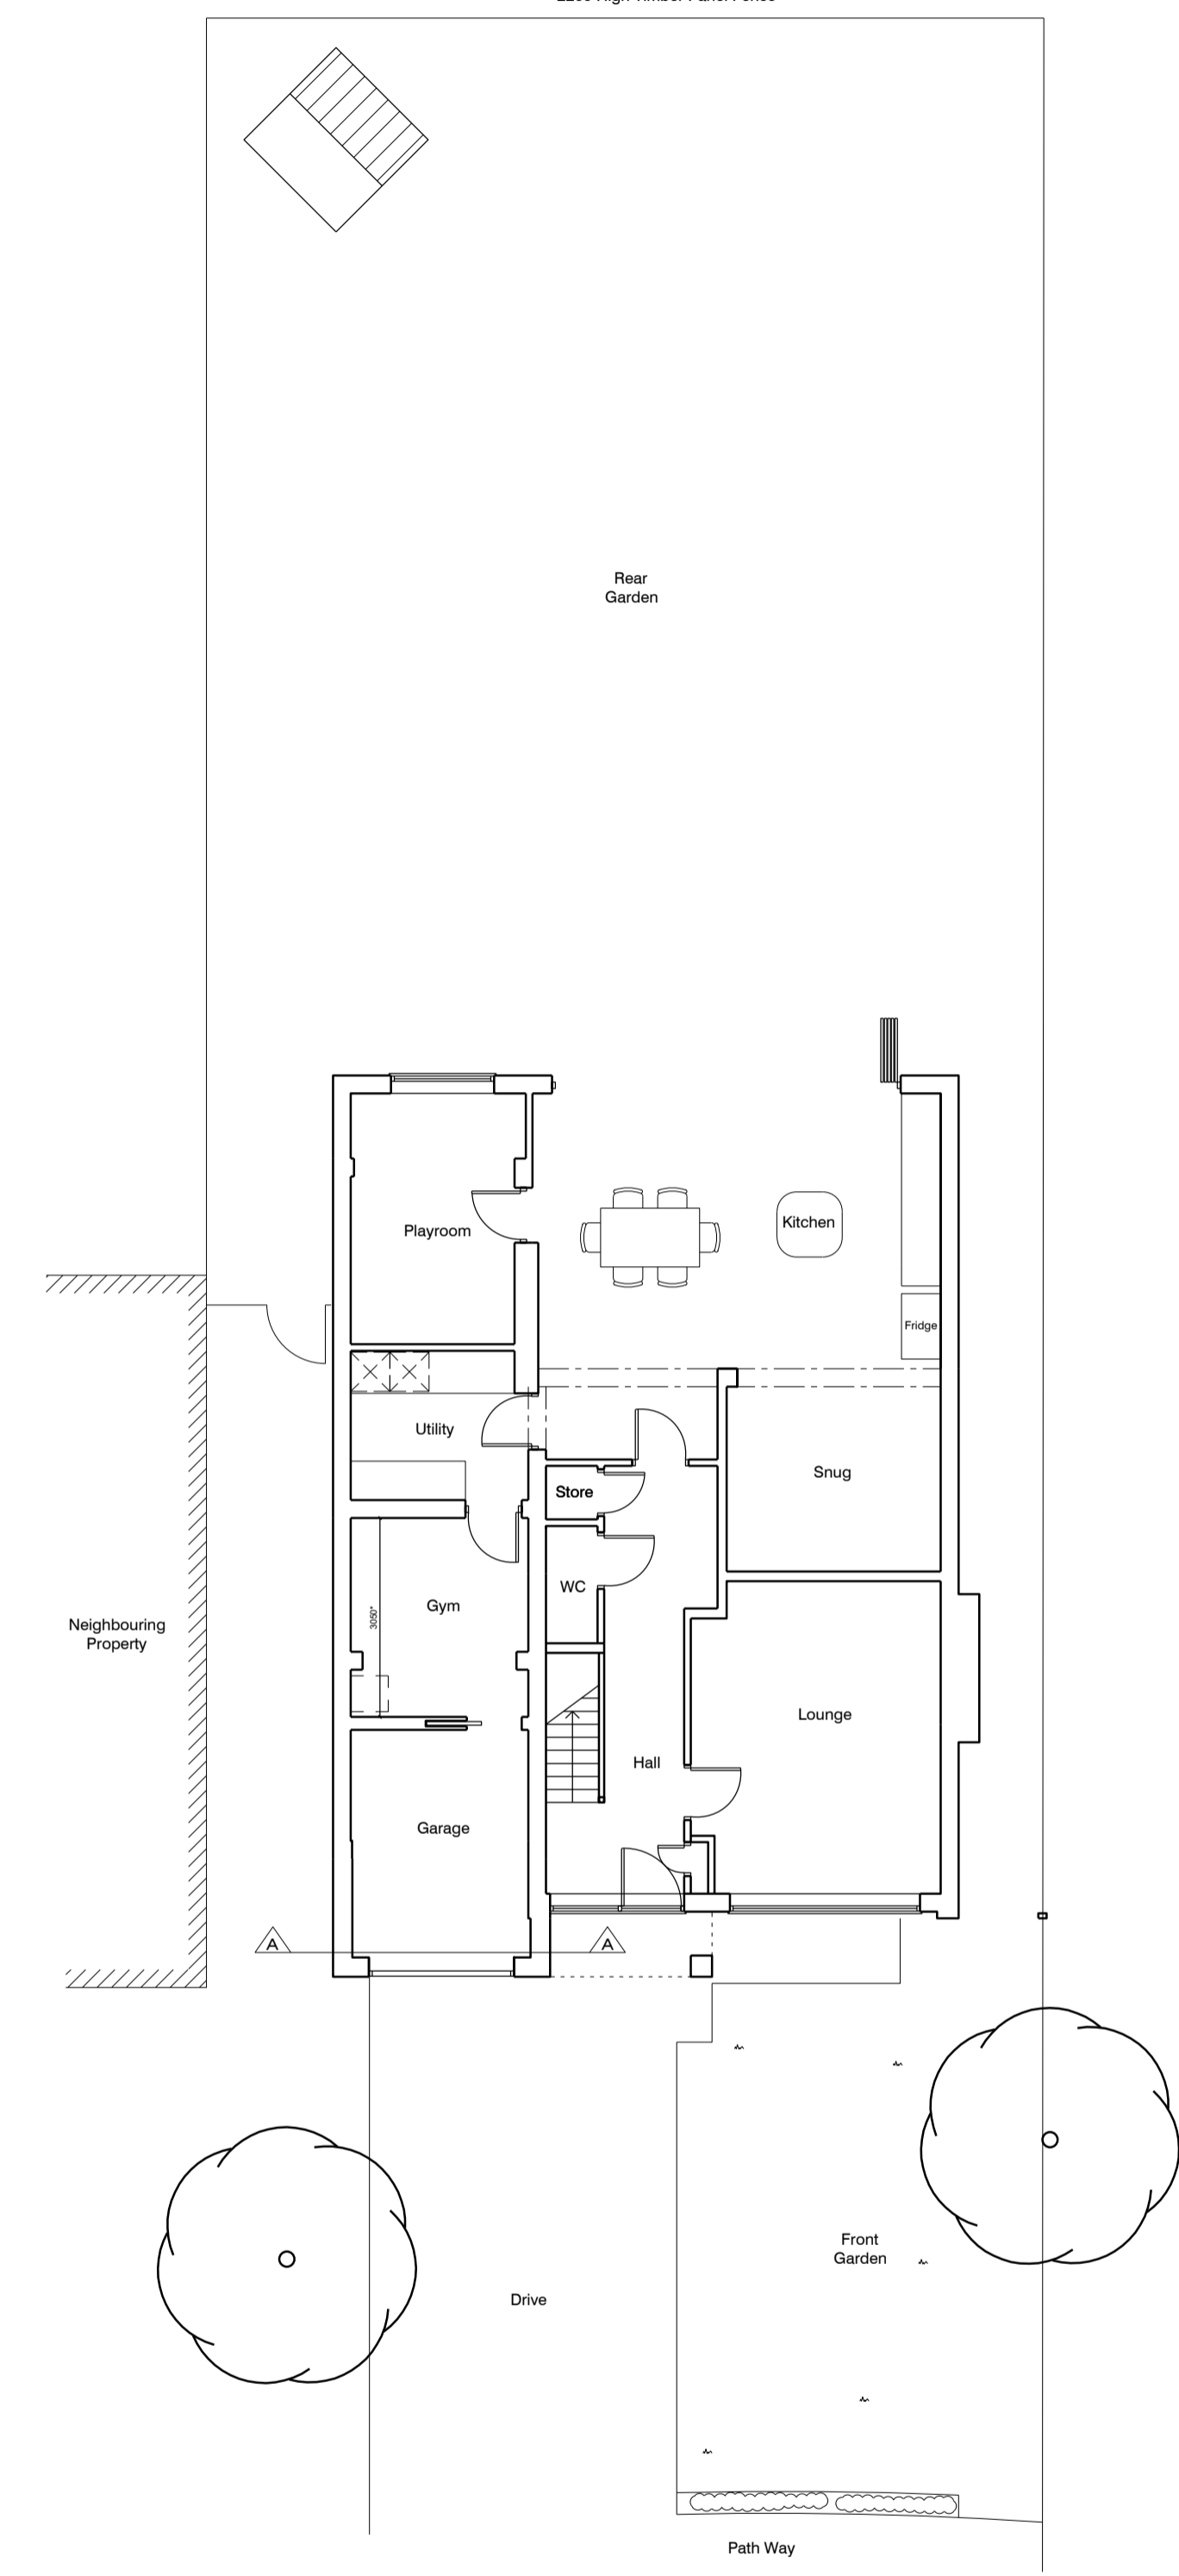 Rear
Garden
Kitchen
Playroom
Fridge
Utility
Snug
Store
WC
Gym
3050*
Neighbouring
Property
Lounge
Hall
Garage
A
A
Front
Garden
Drive
Path Way